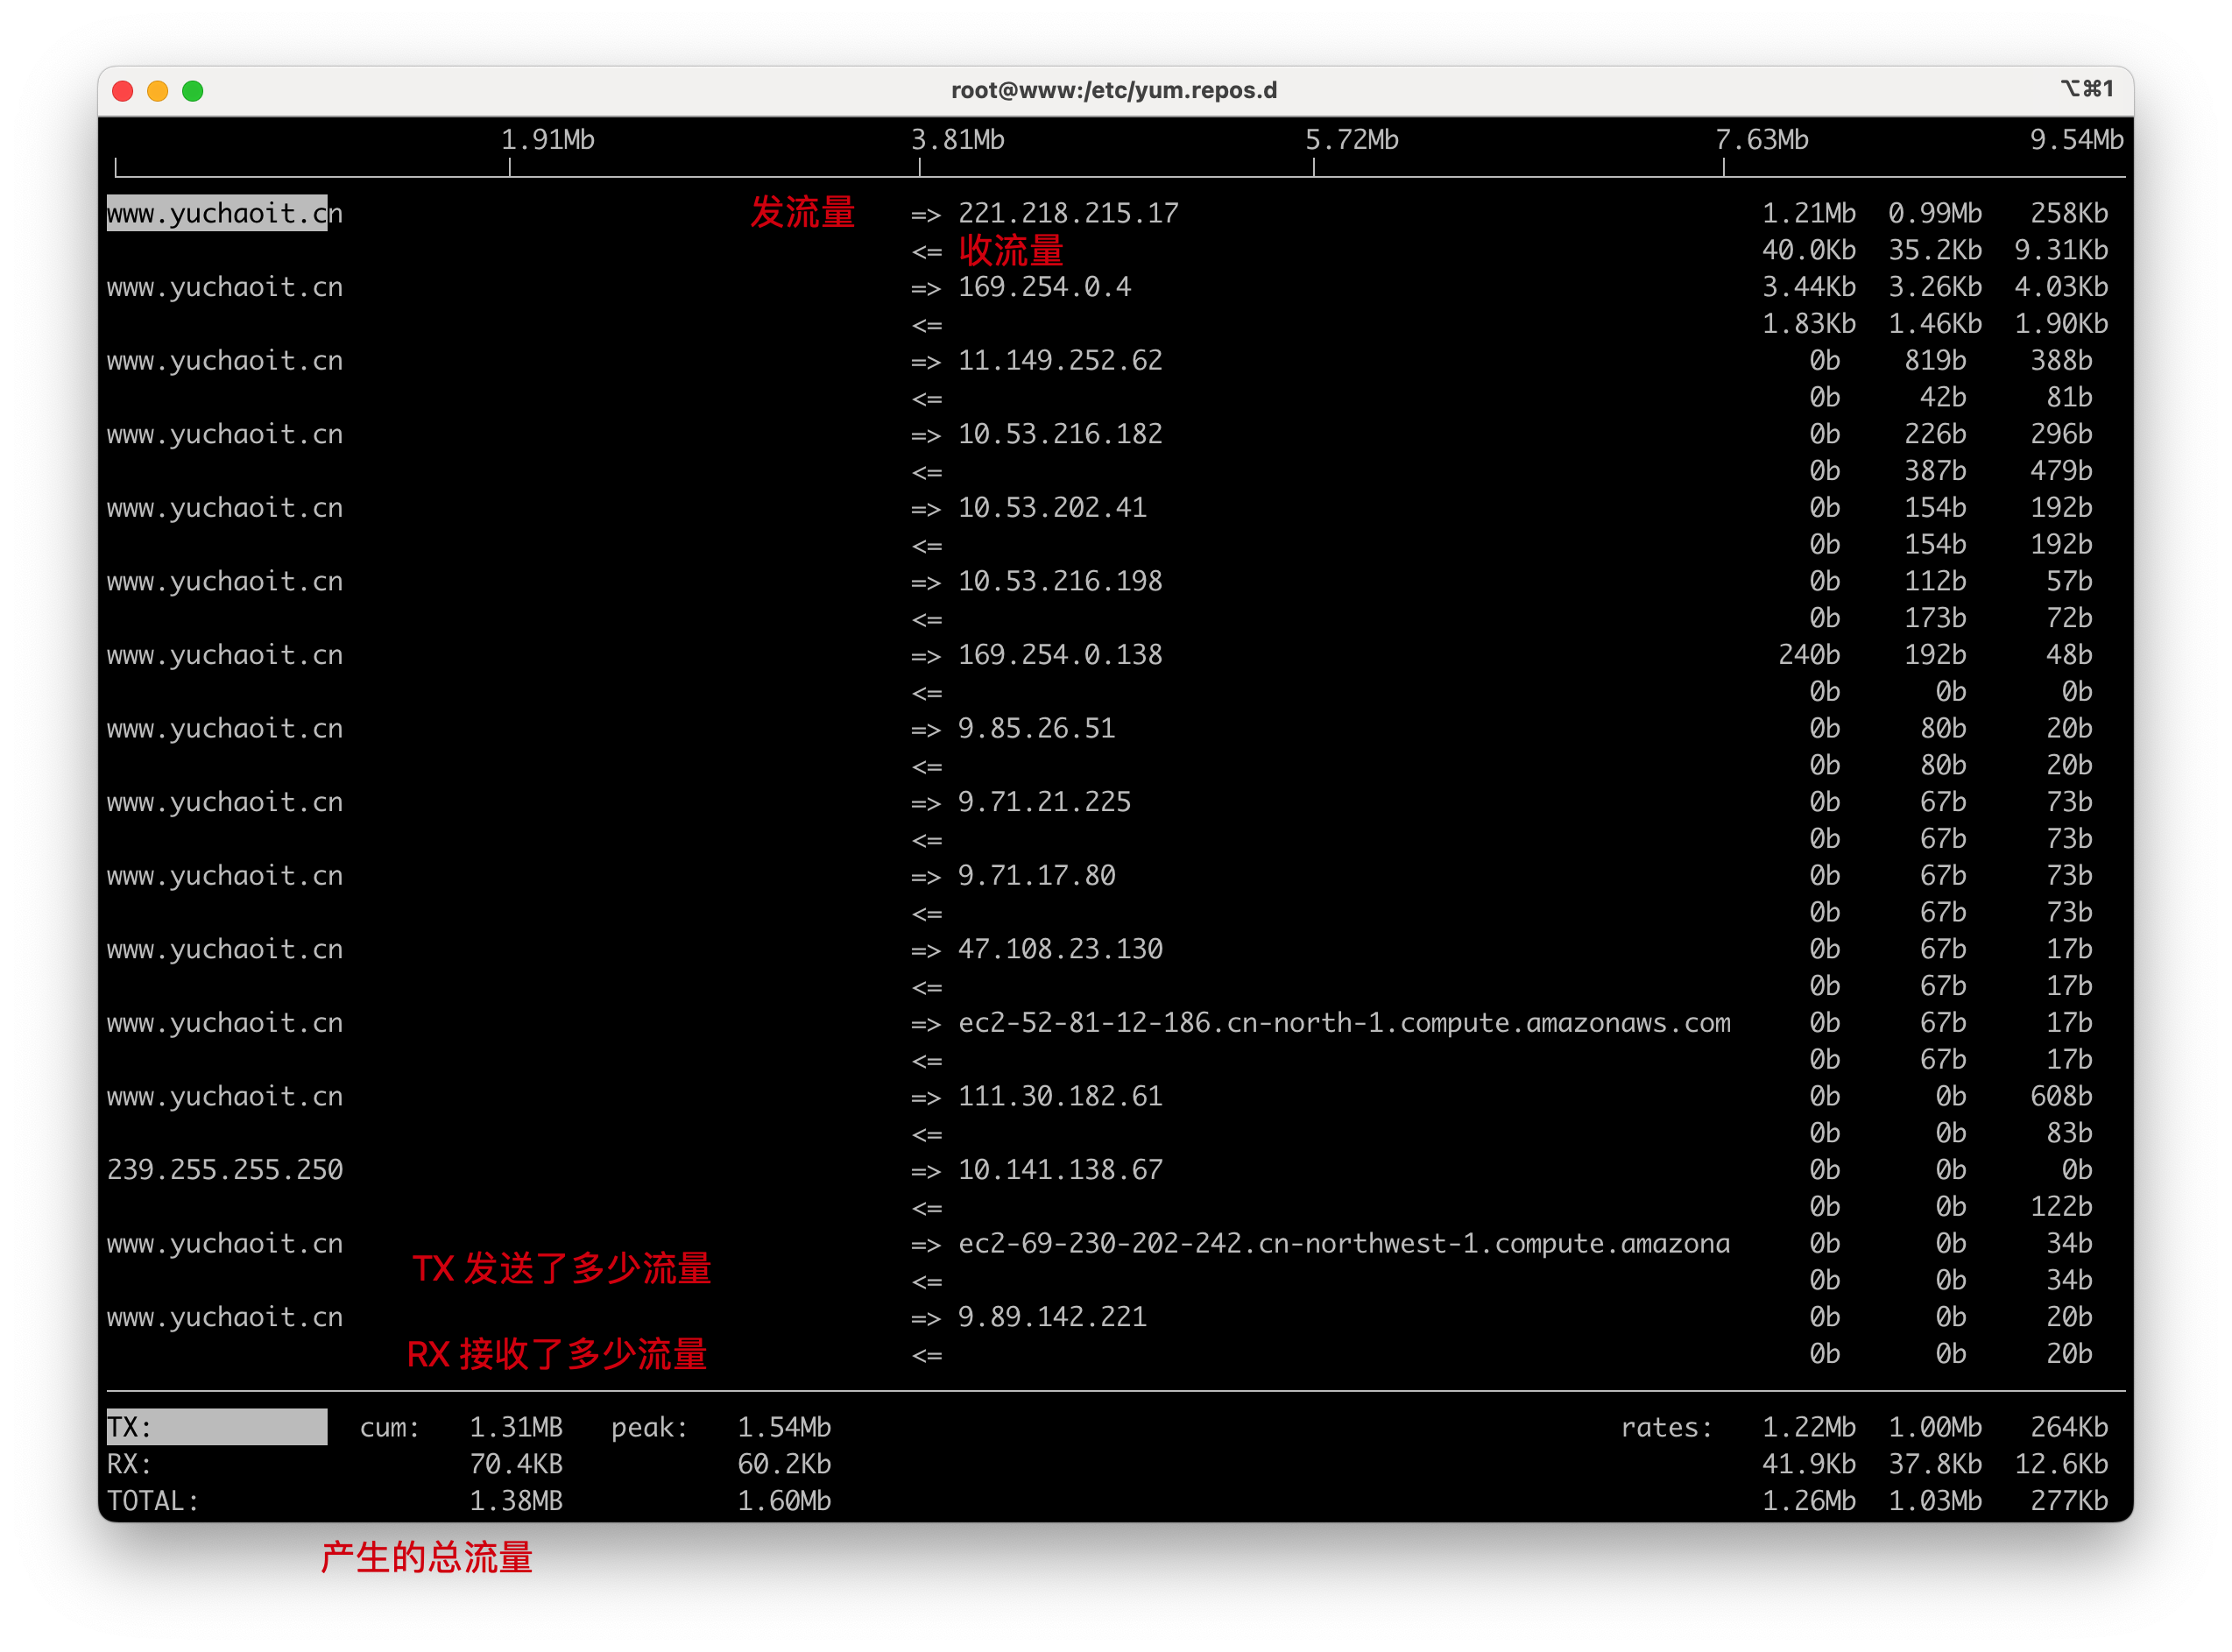 root@www:/etc/yum.repos.d ⌥⌘1
1.91Mb 3.81Mb 5.72Mb 7.63Mb 9.54Mb
www.yuchaoit.cn 发流量 => 221.218.215.17 1.21Mb 0.99Mb 258Kb
<= 收流量 40.0Kb 35.2Kb 9.31Kb
www.yuchaoit.cn => 169.254.0.4 3.44Kb 3.26Kb 4.03Kb
<= 1.83Kb 1.46Kb 1.90Kb
www.yuchaoit.cn => 11.149.252.62 0b 819b 388b
<= 0b 42b 81b
www.yuchaoit.cn => 10.53.216.182 0b 226b 296b
<= 0b 387b 479b
www.yuchaoit.cn => 10.53.202.41 0b 154b 192b
<= 0b 154b 192b
www.yuchaoit.cn => 10.53.216.198 0b 112b 57b
<= 0b 173b 72b
www.yuchaoit.cn => 169.254.0.138 240b 192b 48b
<= 0b 0b 0b
www.yuchaoit.cn => 9.85.26.51 0b 80b 20b
<= 0b 80b 20b
www.yuchaoit.cn => 9.71.21.225 0b 67b 73b
<= 0b 67b 73b
www.yuchaoit.cn => 9.71.17.80 0b 67b 73b
<= 0b 67b 73b
www.yuchaoit.cn => 47.108.23.130 0b 67b 17b
<= 0b 67b 17b
www.yuchaoit.cn => ec2-52-81-12-186.cn-north-1.compute.amazonaws.com 0b 67b 17b
<= 0b 67b 17b
www.yuchaoit.cn => 111.30.182.61 0b 0b 608b
<= 0b 0b 83b
239.255.255.250 => 10.141.138.67 0b 0b 0b
<= 0b 0b 122b
www.yuchaoit.cn => ec2-69-230-202-242.cn-northwest-1.compute.amazona 0b 0b 34b
TX 发送了多少流量 <= 0b 0b 34b
www.yuchaoit.cn => 9.89.142.221 0b 0b 20b
RX 接收了多少流量 <= 0b 0b 20b
TX: cum: 1.31MB peak: 1.54Mb rates: 1.22Mb 1.00Mb 264Kb
RX: 70.4KB 60.2Kb 41.9Kb 37.8Kb 12.6Kb
TOTAL: 1.38MB 1.60Mb 1.26Mb 1.03Mb 277Kb
产生的总流量